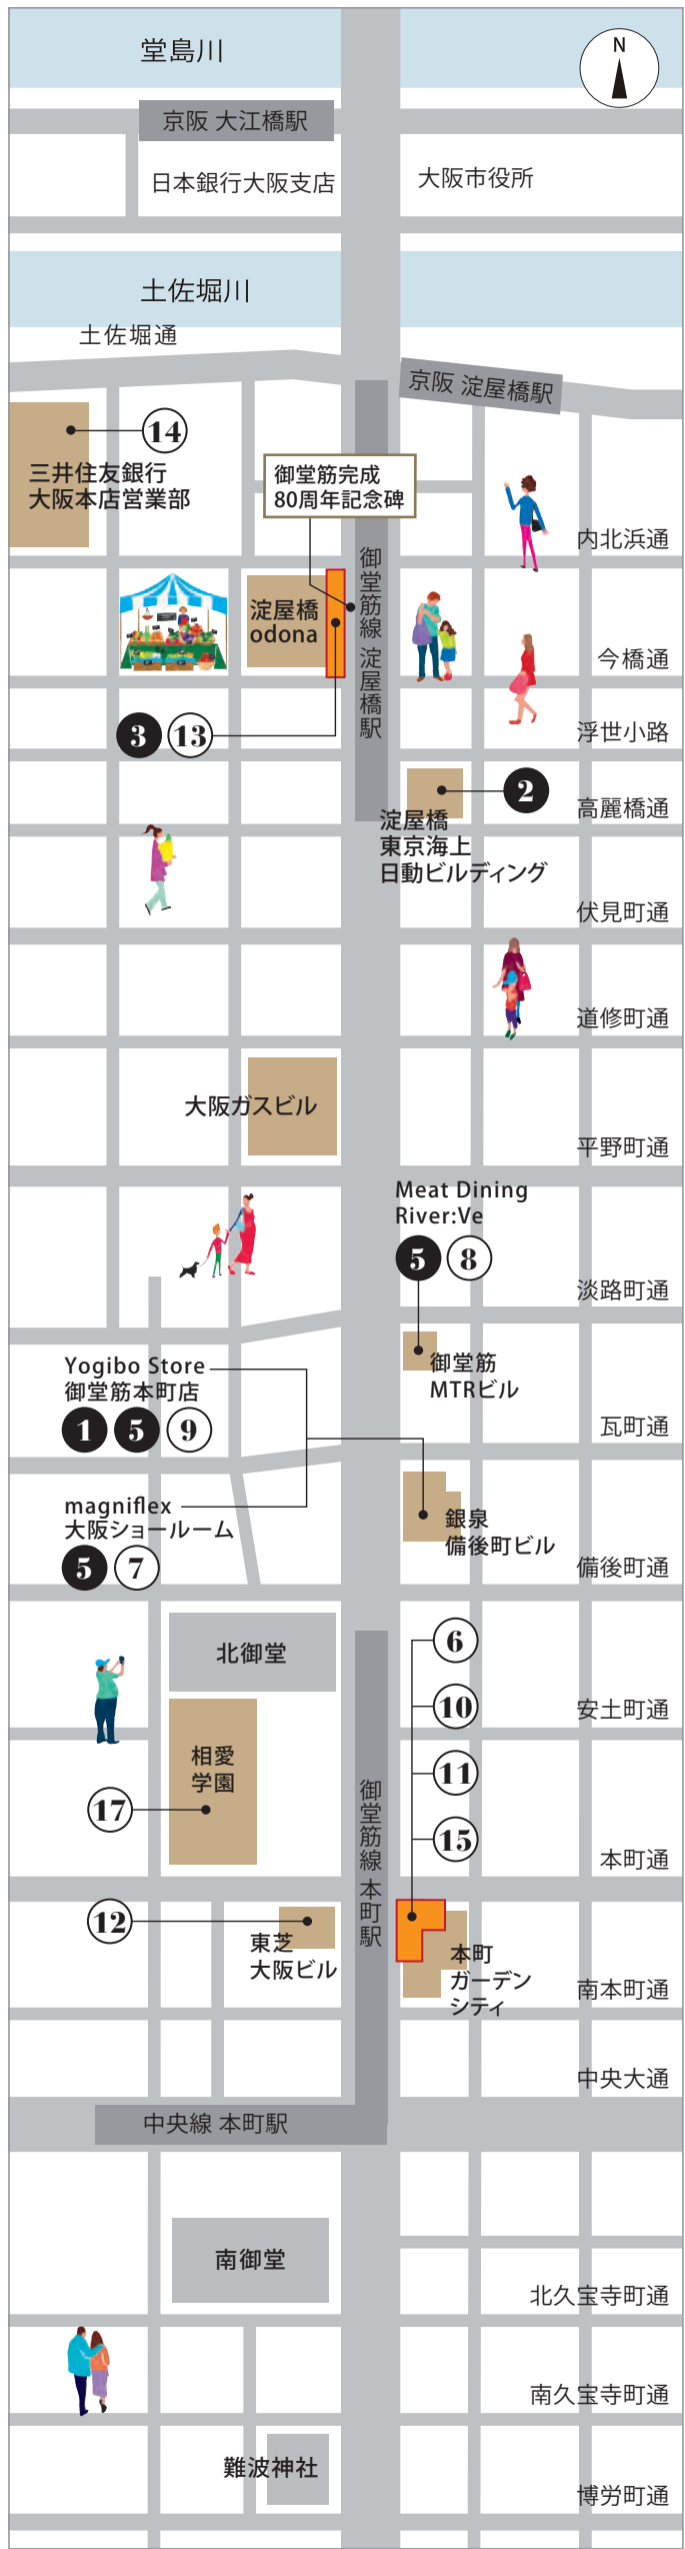 堂島川
N
京阪 大江橋駅
日本銀行大阪支店
大阪市役所
土佐堀川
土佐堀通
京阪 淀屋橋駅
14
三井住友銀行
大阪本店営業部
御堂筋完成
80周年記念碑
内北浜通
御堂筋線 淀屋橋駅
淀屋橋
odona
今橋通
3 13
浮世小路
2
高麗橋通
淀屋橋
東京海上
日動ビルディング
伏見町通
道修町通
大阪ガスビル
平野町通
Meat Dining
River:Ve
5 8
淡路町通
御堂筋
MTRビル
Yogibo Store
御堂筋本町店
1 5 9
瓦町通
magniflex
大阪ショールーム
5 7
銀泉
備後町ビル
備後町通
北御堂
6
10
安土町通
相愛
学園
11
17
15
御堂筋線 本町駅
本町通
12
東芝
大阪ビル
本町
ガーデン
シティ
南本町通
中央大通
中央線 本町駅
南御堂
北久宝寺町通
南久宝寺町通
難波神社
博労町通